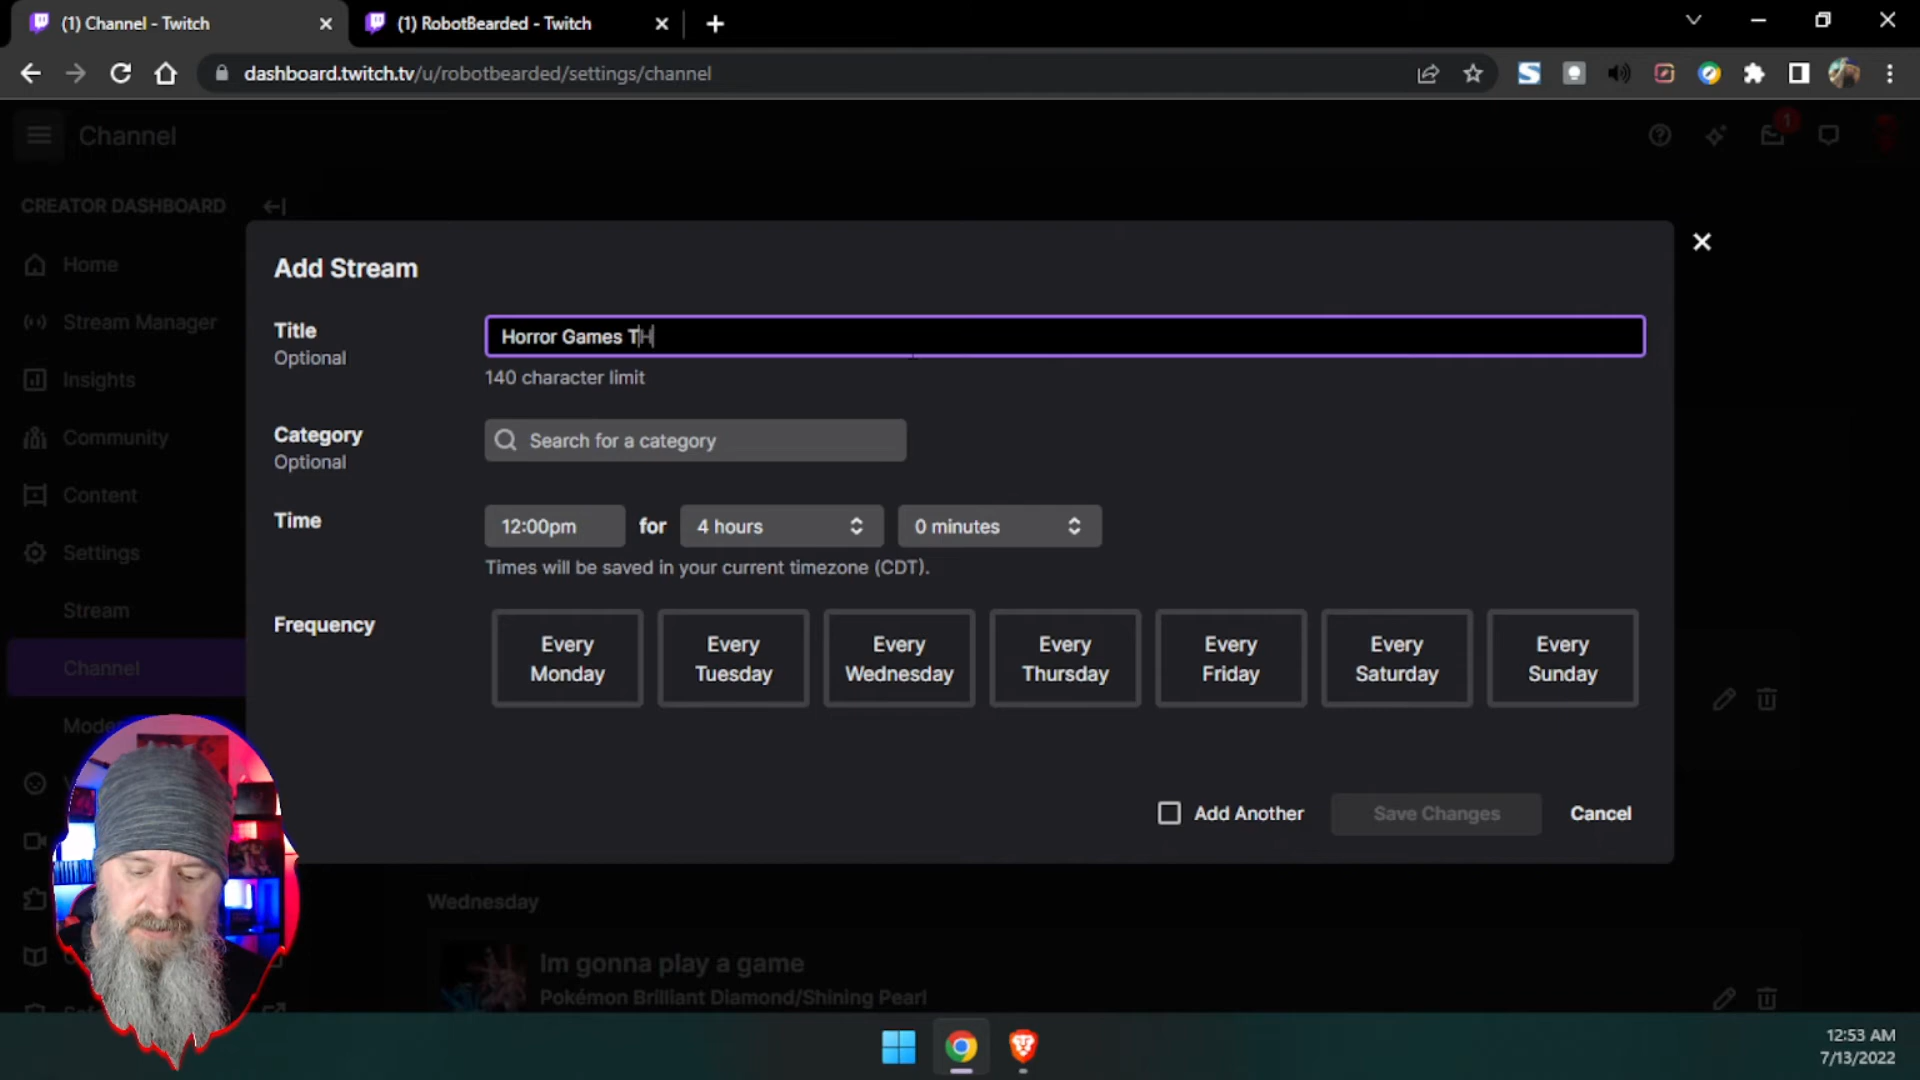 (1) Channel - Twitch
(1) RobotBearded - Twitch
dashboard.twitch.tv/u/robotbearded/settings/channel
Channel
1
CREATOR DASHBOARD
Home
Stream Manager
Insights
Community
Content
Settings
Stream
Channel
Add Stream
Title
Optional
Horror Games TH
140 character limit
Category
Optional
Search for a category
Time
12:00pm for 4 hours 0 minutes
Times will be saved in your current timezone (CDT).
Frequency
Every Monday
Every Tuesday
Every Wednesday
Every Thursday
Every Friday
Every Saturday
Every Sunday
Add Another
Save Changes
Cancel
Wednesday
Im gonna play a game
Pokémon Brilliant Diamond/Shining Pearl
12:53 AM
7/13/2022